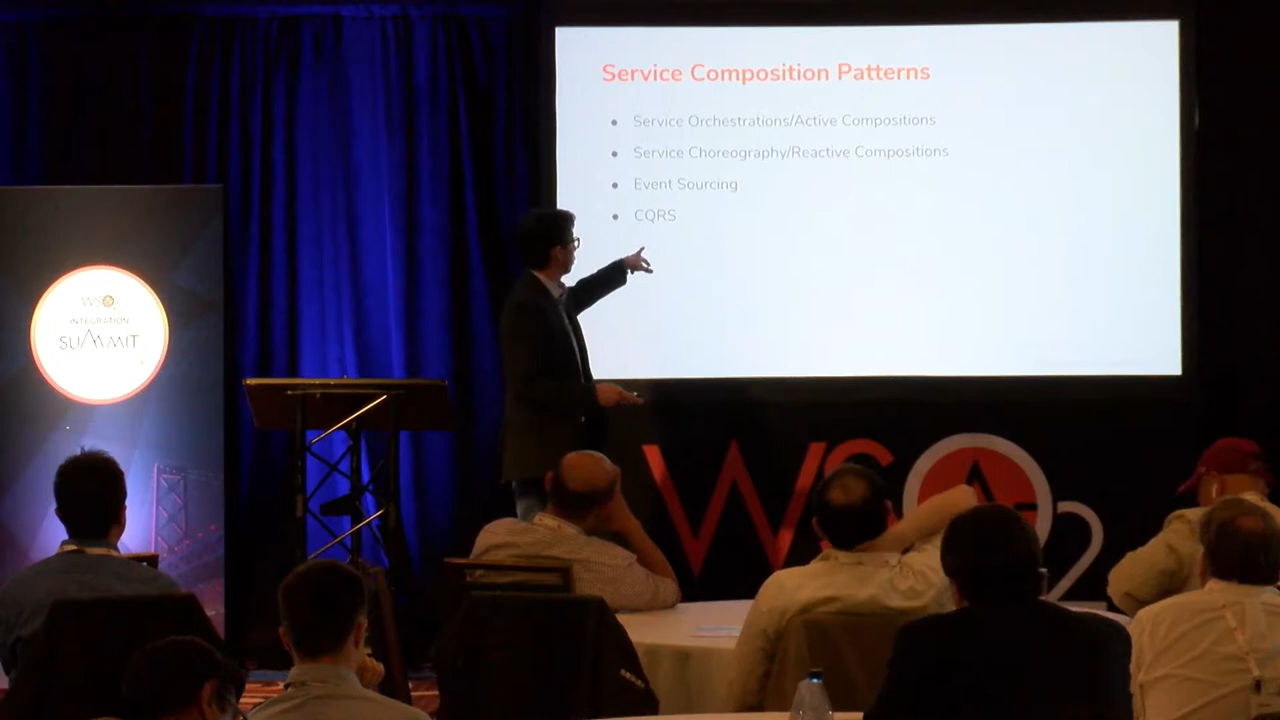 Service Composition Patterns
• Service Orchestrations/Active Compositions
• Service Choreography/Reactive Compositions
• Event Sourcing
• CQRS
WSO2
INTEGRATION
SUMMIT
WSO2